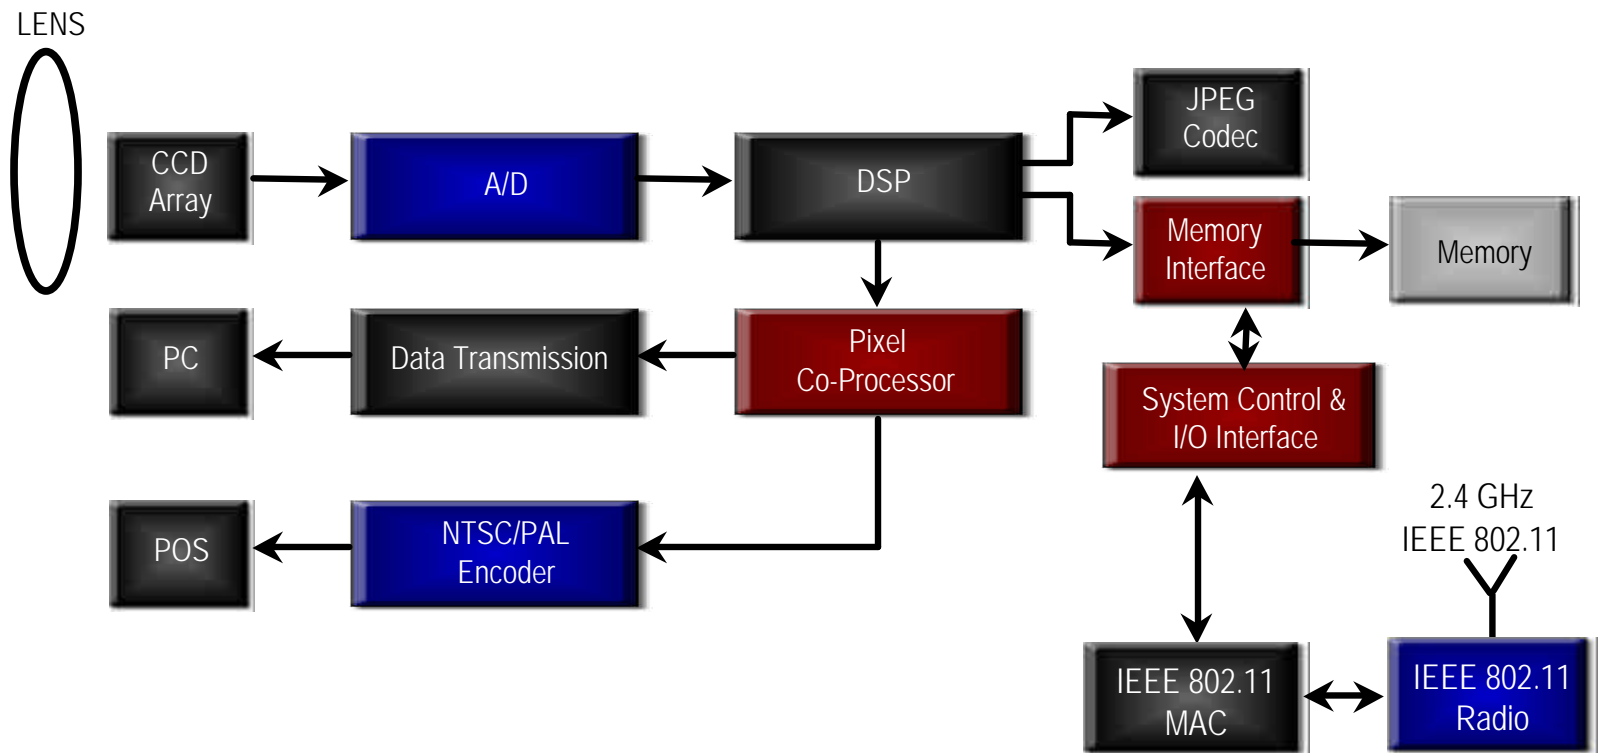 LENS
JPEG
Codec
CCD
Array
A/D
DSP
Memory
Interface
Memory
PC
Data Transmission
Pixel
Co-Processor
System Control &
I/O Interface
POS
NTSC/PAL
Encoder
2.4 GHz
IEEE 802.11
IEEE 802.11
MAC
IEEE 802.11
Radio